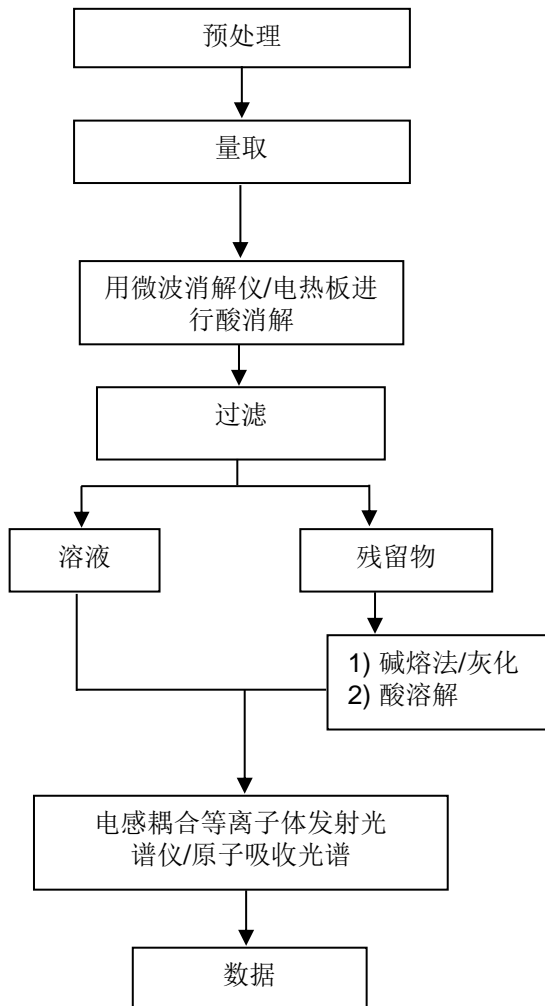 预处理
量取
用微波消解仪/电热板进
行酸消解
过滤
溶液
残留物
1) 碱熔法/灰化
2) 酸溶解
电感耦合等离子体发射光
谱仪/原子吸收光谱
数据